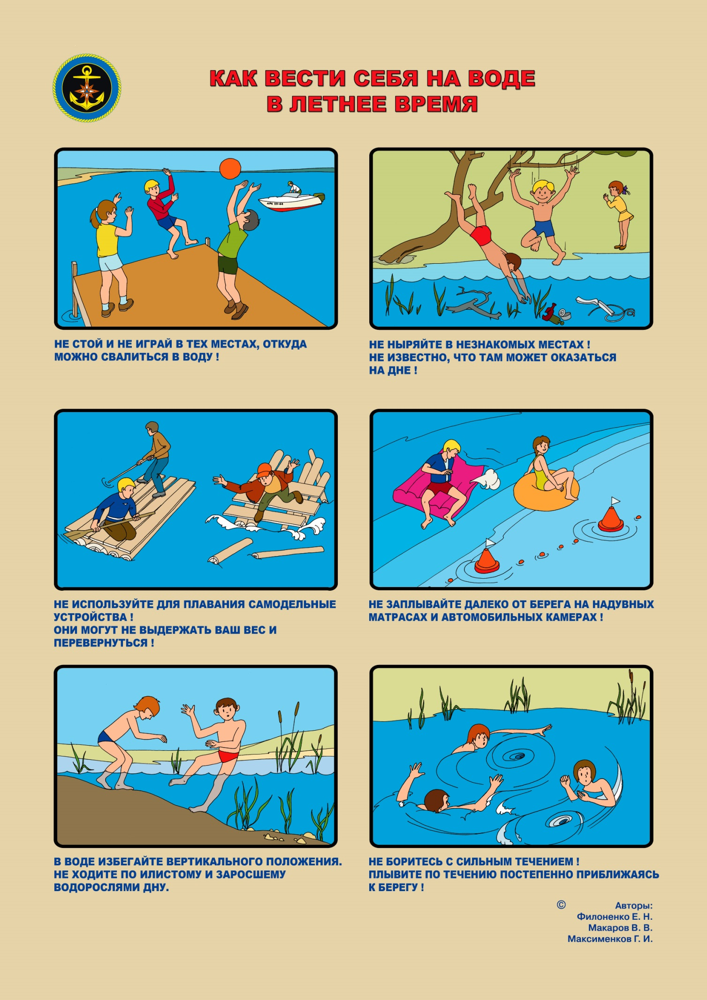 КАК ВЕСТИ СЕБЯ НА ВОДЕ
В ЛЕТНЕЕ ВРЕМЯ
АРС 23-44
НЕ СТОЙ И НЕ ИГРАЙ В ТЕХ МЕСТАХ, ОТКУДА
МОЖНО СВАЛИТЬСЯ В ВОДУ !
НЕ НЫРЯЙТЕ В НЕЗНАКОМЫХ МЕСТАХ !
НЕ ИЗВЕСТНО, ЧТО ТАМ МОЖЕТ ОКАЗАТЬСЯ
НА ДНЕ !
НЕ ИСПОЛЬЗУЙТЕ ДЛЯ ПЛАВАНИЯ САМОДЕЛЬНЫЕ
УСТРОЙСТВА !
ОНИ МОГУТ НЕ ВЫДЕРЖАТЬ ВАШ ВЕС И
ПЕРЕВЕРНУТЬСЯ !
НЕ ЗАПЛЫВАЙТЕ ДАЛЕКО ОТ БЕРЕГА НА НАДУВНЫХ
МАТРАСАХ И АВТОМОБИЛЬНЫХ КАМЕРАХ !
В ВОДЕ ИЗБЕГАЙТЕ ВЕРТИКАЛЬНОГО ПОЛОЖЕНИЯ.
НЕ ХОДИТЕ ПО ИЛИСТОМУ И ЗАРОСШЕМУ
ВОДОРОСЛЯМИ ДНУ.
НЕ БОРИТЕСЬ С СИЛЬНЫМ ТЕЧЕНИЕМ !
ПЛЫВИТЕ ПО ТЕЧЕНИЮ ПОСТЕПЕННО ПРИБЛИЖАЯСЬ
К БЕРЕГУ !
© Авторы:
Филоненко Е. Н.
Макаров В. В.
Максименков Г. И.